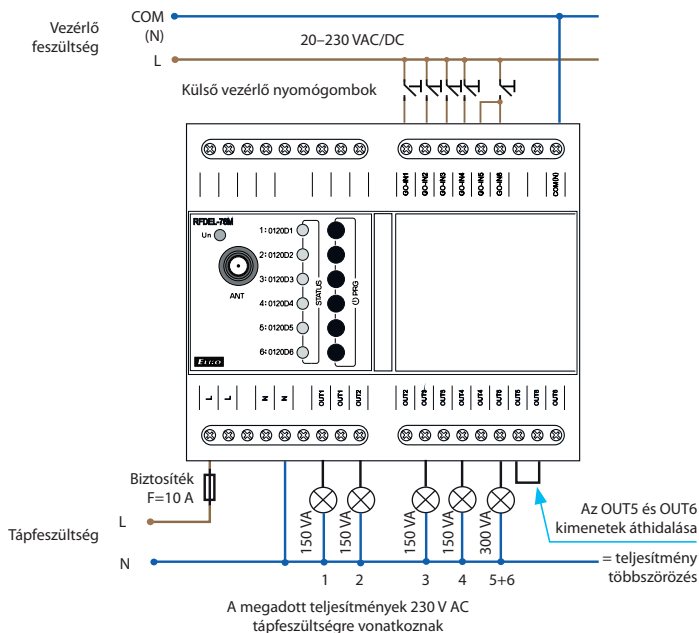 Vezérlő
feszültség
COM
(N)
L
20–230 VAC/DC
Külső vezérlő nyomógombok
GO-IN1
GO-IN2
GO-IN3
GO-IN4
GO-IN5
GO-IN6
COM(N)
RFDEL-76M
Un
ANT
1: 0120D1
2: 0120D2
3: 0120D3
4: 0120D4
5: 0120D5
6: 0120D6
STATUS
PRG
ELKO
L
L
N
N
OUT1
OUT1
OUT2
OUT2
OUT3
OUT3
OUT4
OUT4
OUT5
OUT5
OUT6
OUT6
Biztosíték
F=10 A
L
Tápfeszültség
N
150 VA
150 VA
150 VA
150 VA
300 VA
1
2
3
4
5+6
Az OUT5 és OUT6
kimenetek áthidalása
= teljesítmény
többszörözés
A megadott teljesítmények 230 V AC
tápfeszültségre vonatkoznak